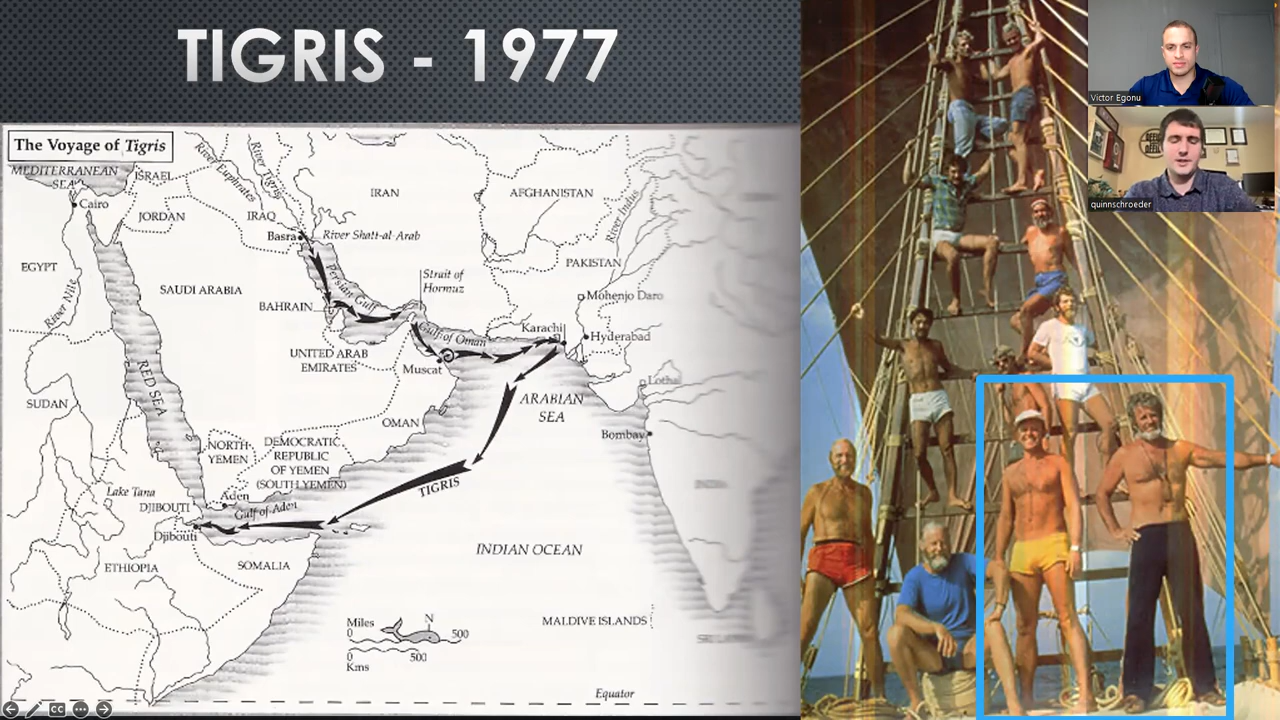 TIGRIS - 1977
Victor Egonu
quinnschroeder
The Voyage of Tigris
MEDITERRANEAN
SEA
ISRAEL
Cairo
JORDAN
River Euphrates
River Tigris
IRAQ
Basra
River Shatt-al-Arab
IRAN
AFGHANISTAN
River Indus
EGYPT
River Nile
SAUDI ARABIA
Persian Gulf
Strait of
Hormuz
PAKISTAN
BAHRAIN
Mohenjo Daro
Gulf of Oman
Karachi
Hyderabad
UNITED ARAB
EMIRATES
Muscat
RED SEA
Lothal
SUDAN
ARABIAN
SEA
OMAN
Bombay
NORTH
YEMEN
DEMOCRATIC
REPUBLIC
OF YEMEN
(SOUTH YEMEN)
INDIA
Lake Tana
Aden
TIGRIS
DJIBOUTI
Gulf of Aden
Djibouti
INDIAN OCEAN
ETHIOPIA
SOMALIA
MALDIVE ISLANDS
Miles
N
0
500
0
500
Kms
Equator
CC